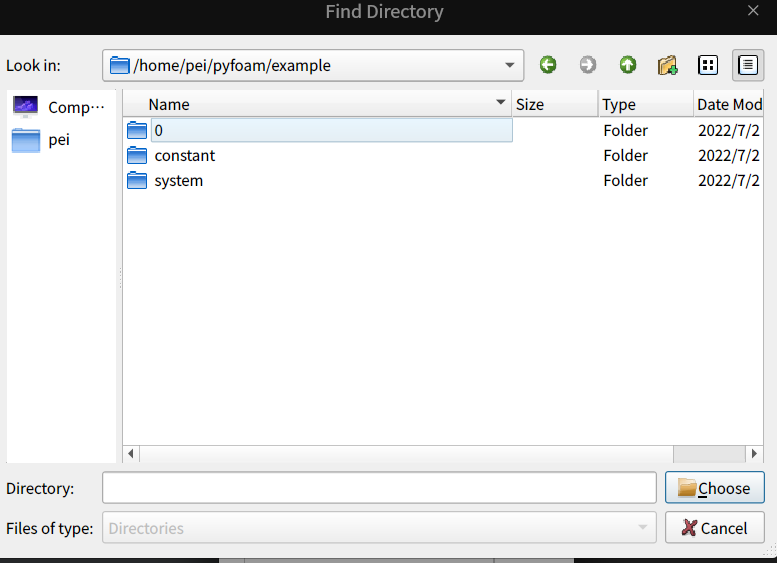 Find Directory
Look in: /home/pei/pyfoam/example
Comp···
pei
Name Size Type Date Mod
0 Folder 2022/7/2
constant Folder 2022/7/2
system Folder 2022/7/2
Directory: Choose
Files of type: Directories Cancel